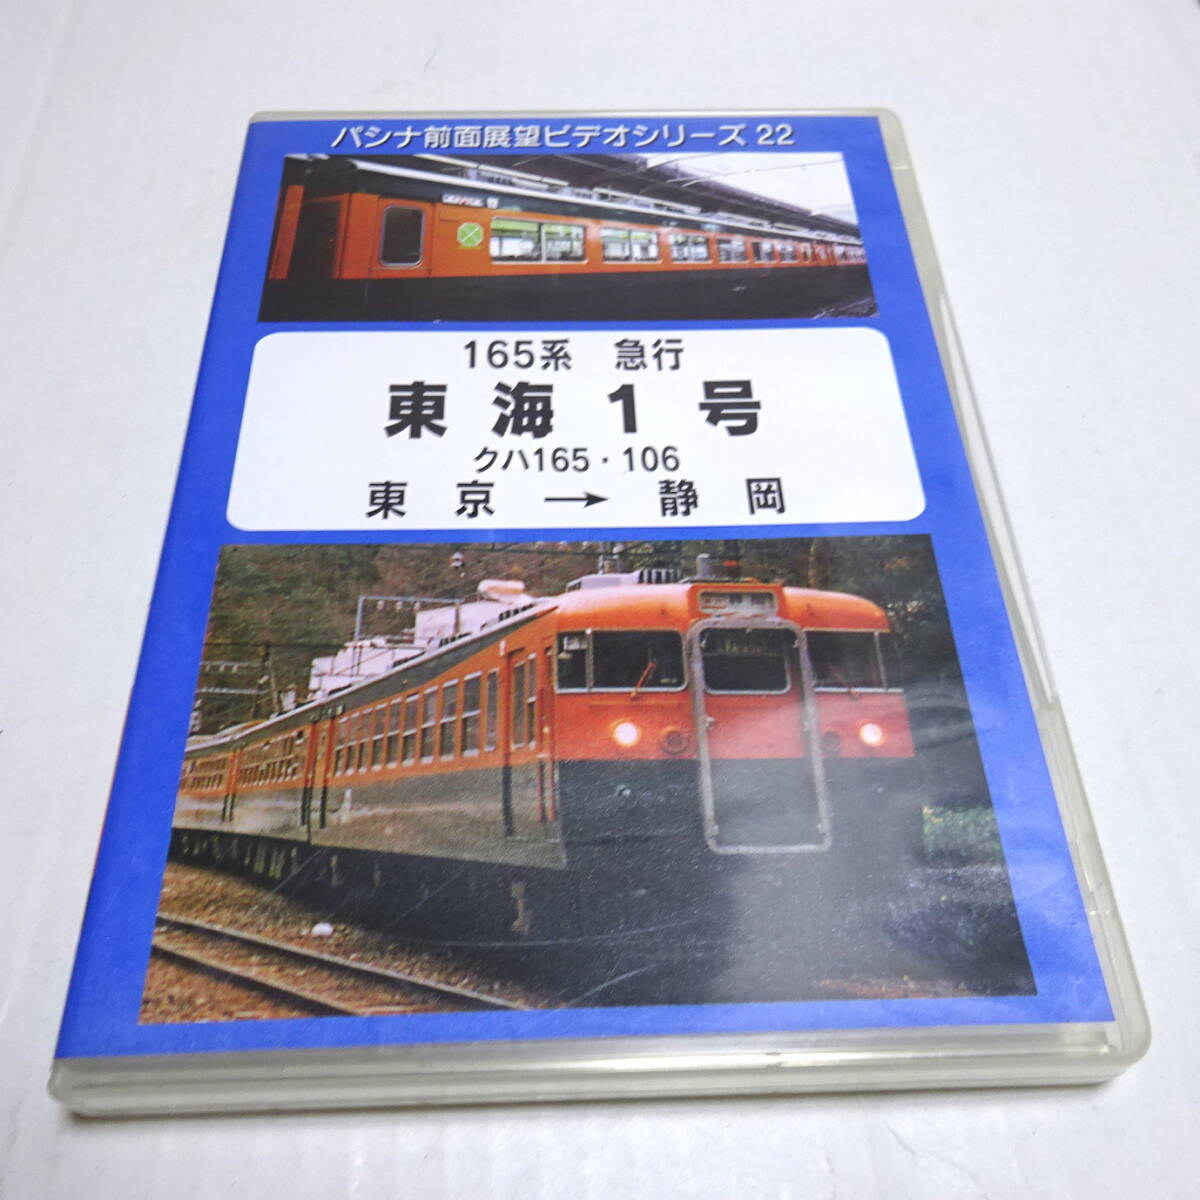 パシナ前面展望ビデオシリーズ 22
165系 急行
東海1号
クハ165・106
東京→静岡